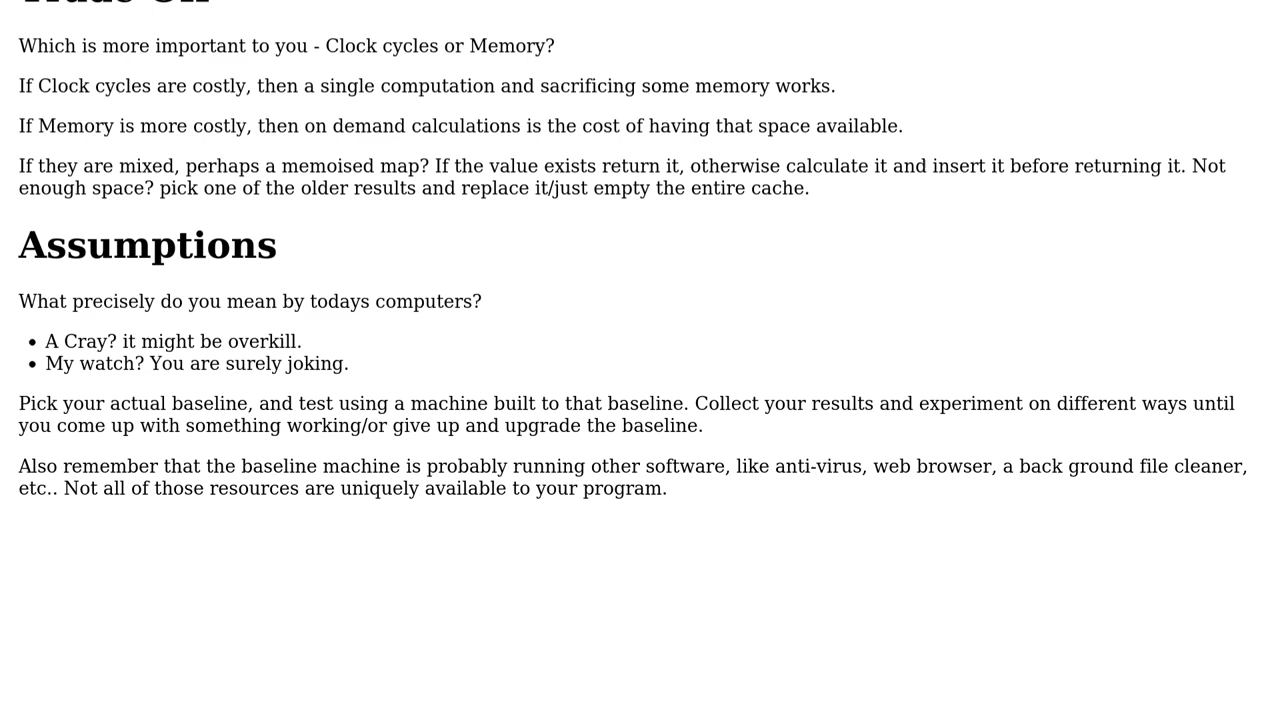 Which is more important to you - Clock cycles or Memory?
If Clock cycles are costly, then a single computation and sacrificing some memory works.
If Memory is more costly, then on demand calculations is the cost of having that space available.
If they are mixed, perhaps a memoised map? If the value exists return it, otherwise calculate it and insert it before returning it. Not
enough space? pick one of the older results and replace it/just empty the entire cache.
Assumptions
What precisely do you mean by todays computers?
• A Cray? it might be overkill.
• My watch? You are surely joking.
Pick your actual baseline, and test using a machine built to that baseline. Collect your results and experiment on different ways until
you come up with something working/or give up and upgrade the baseline.
Also remember that the baseline machine is probably running other software, like anti-virus, web browser, a back ground file cleaner,
etc.. Not all of those resources are uniquely available to your program.